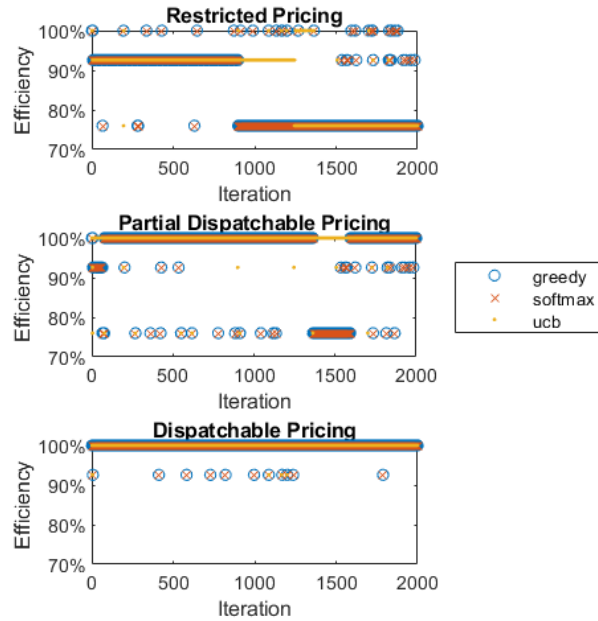 Restricted Pricing
100%
90%
80%
70%
Efficiency
0 500 1000 1500 2000
Iteration
Partial Dispatchable Pricing
100%
90%
80%
70%
Efficiency
0 500 1000 1500 2000
Iteration
greedy
softmax
ucb
Dispatchable Pricing
100%
90%
80%
70%
Efficiency
0 500 1000 1500 2000
Iteration